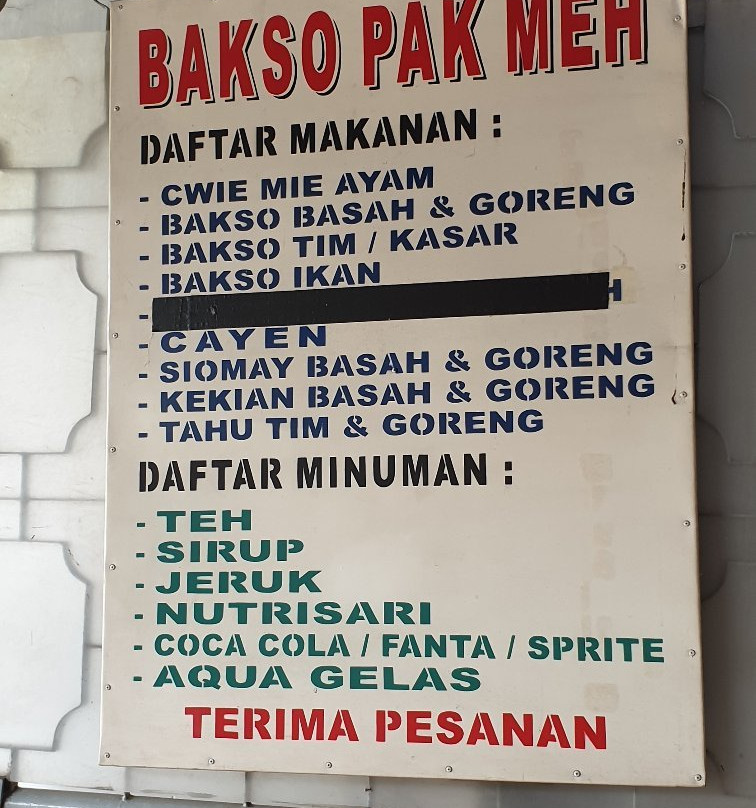 BAKSO PAK MEH
DAFTAR MAKANAN :
- CWIE MIE AYAM
- BAKSO BASAH & GORENG
- BAKSO TIM / KASAR
- BAKSO IKAN
-
- CAYEN
- SIOMAY BASAH & GORENG
- KEKIAN BASAH & GORENG
- TAHU TIM & GORENG
DAFTAR MINUMAN :
- TEH
- SIRUP
- JERUK
- NUTRISARI
- COCA COLA / FANTA / SPRITE
- AQUA GELAS
TERIMA PESANAN